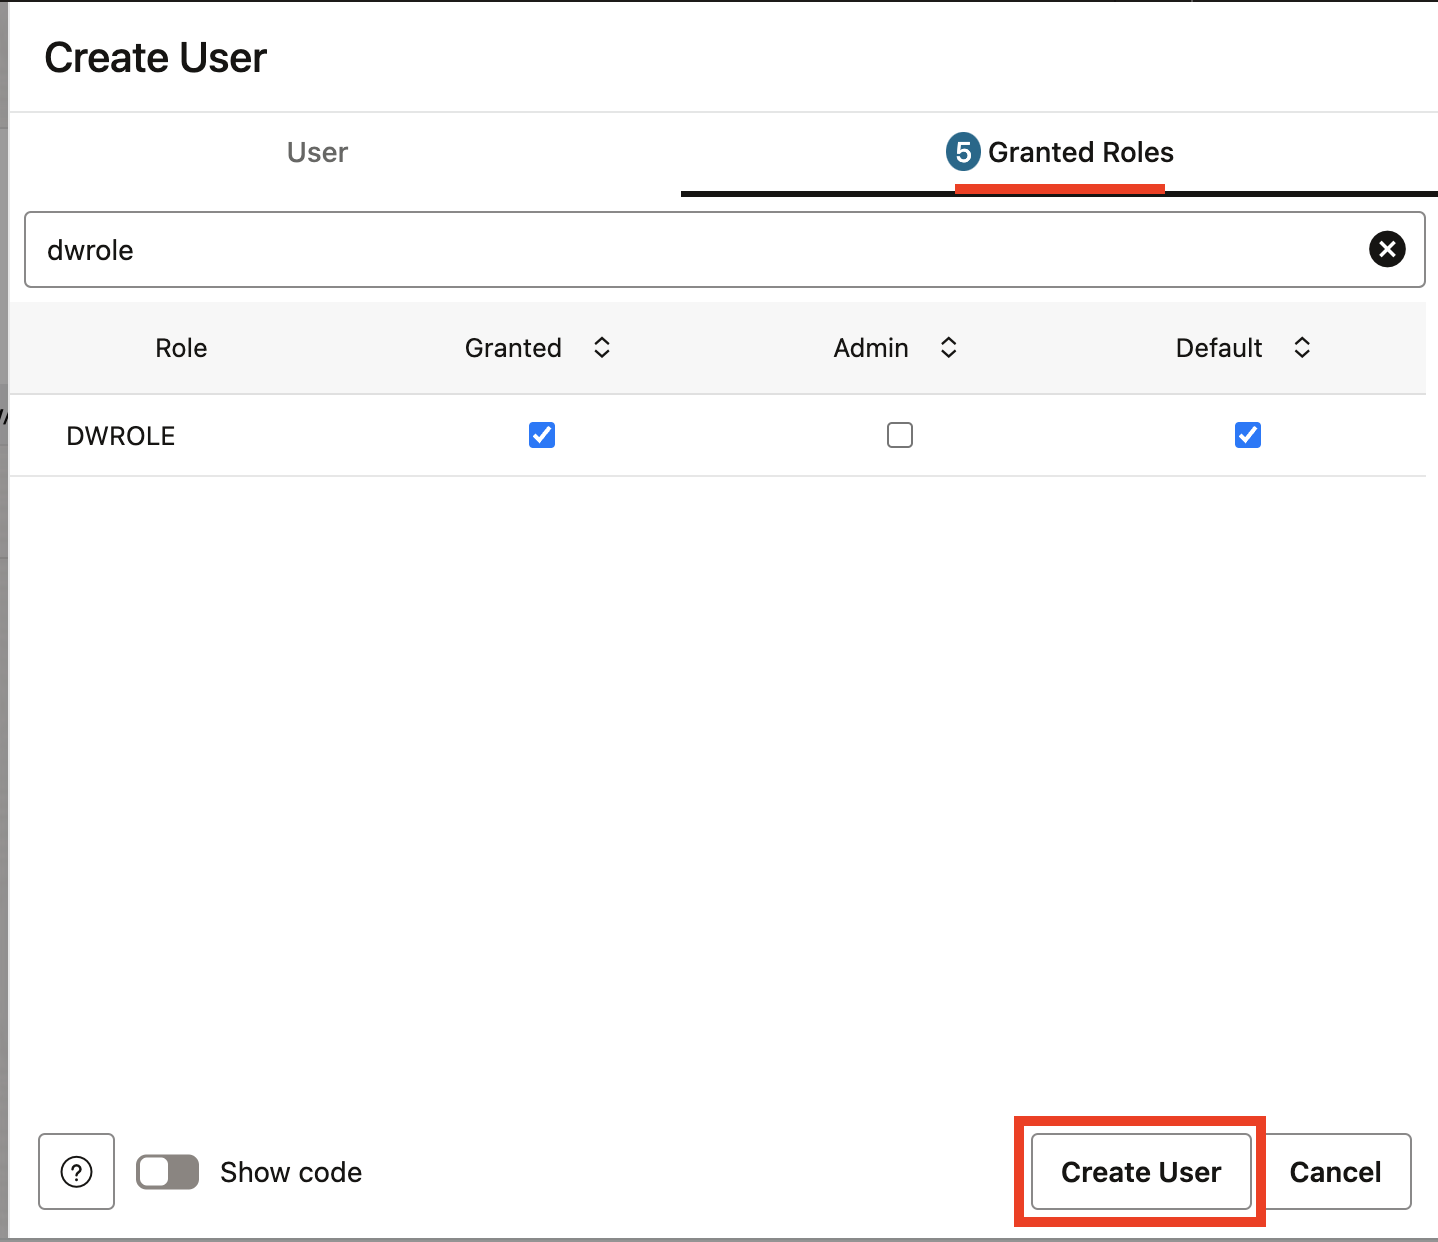 Create User
User
5 Granted Roles
dwrole
Role Granted Admin Default
DWROLE
? Show code Create User Cancel